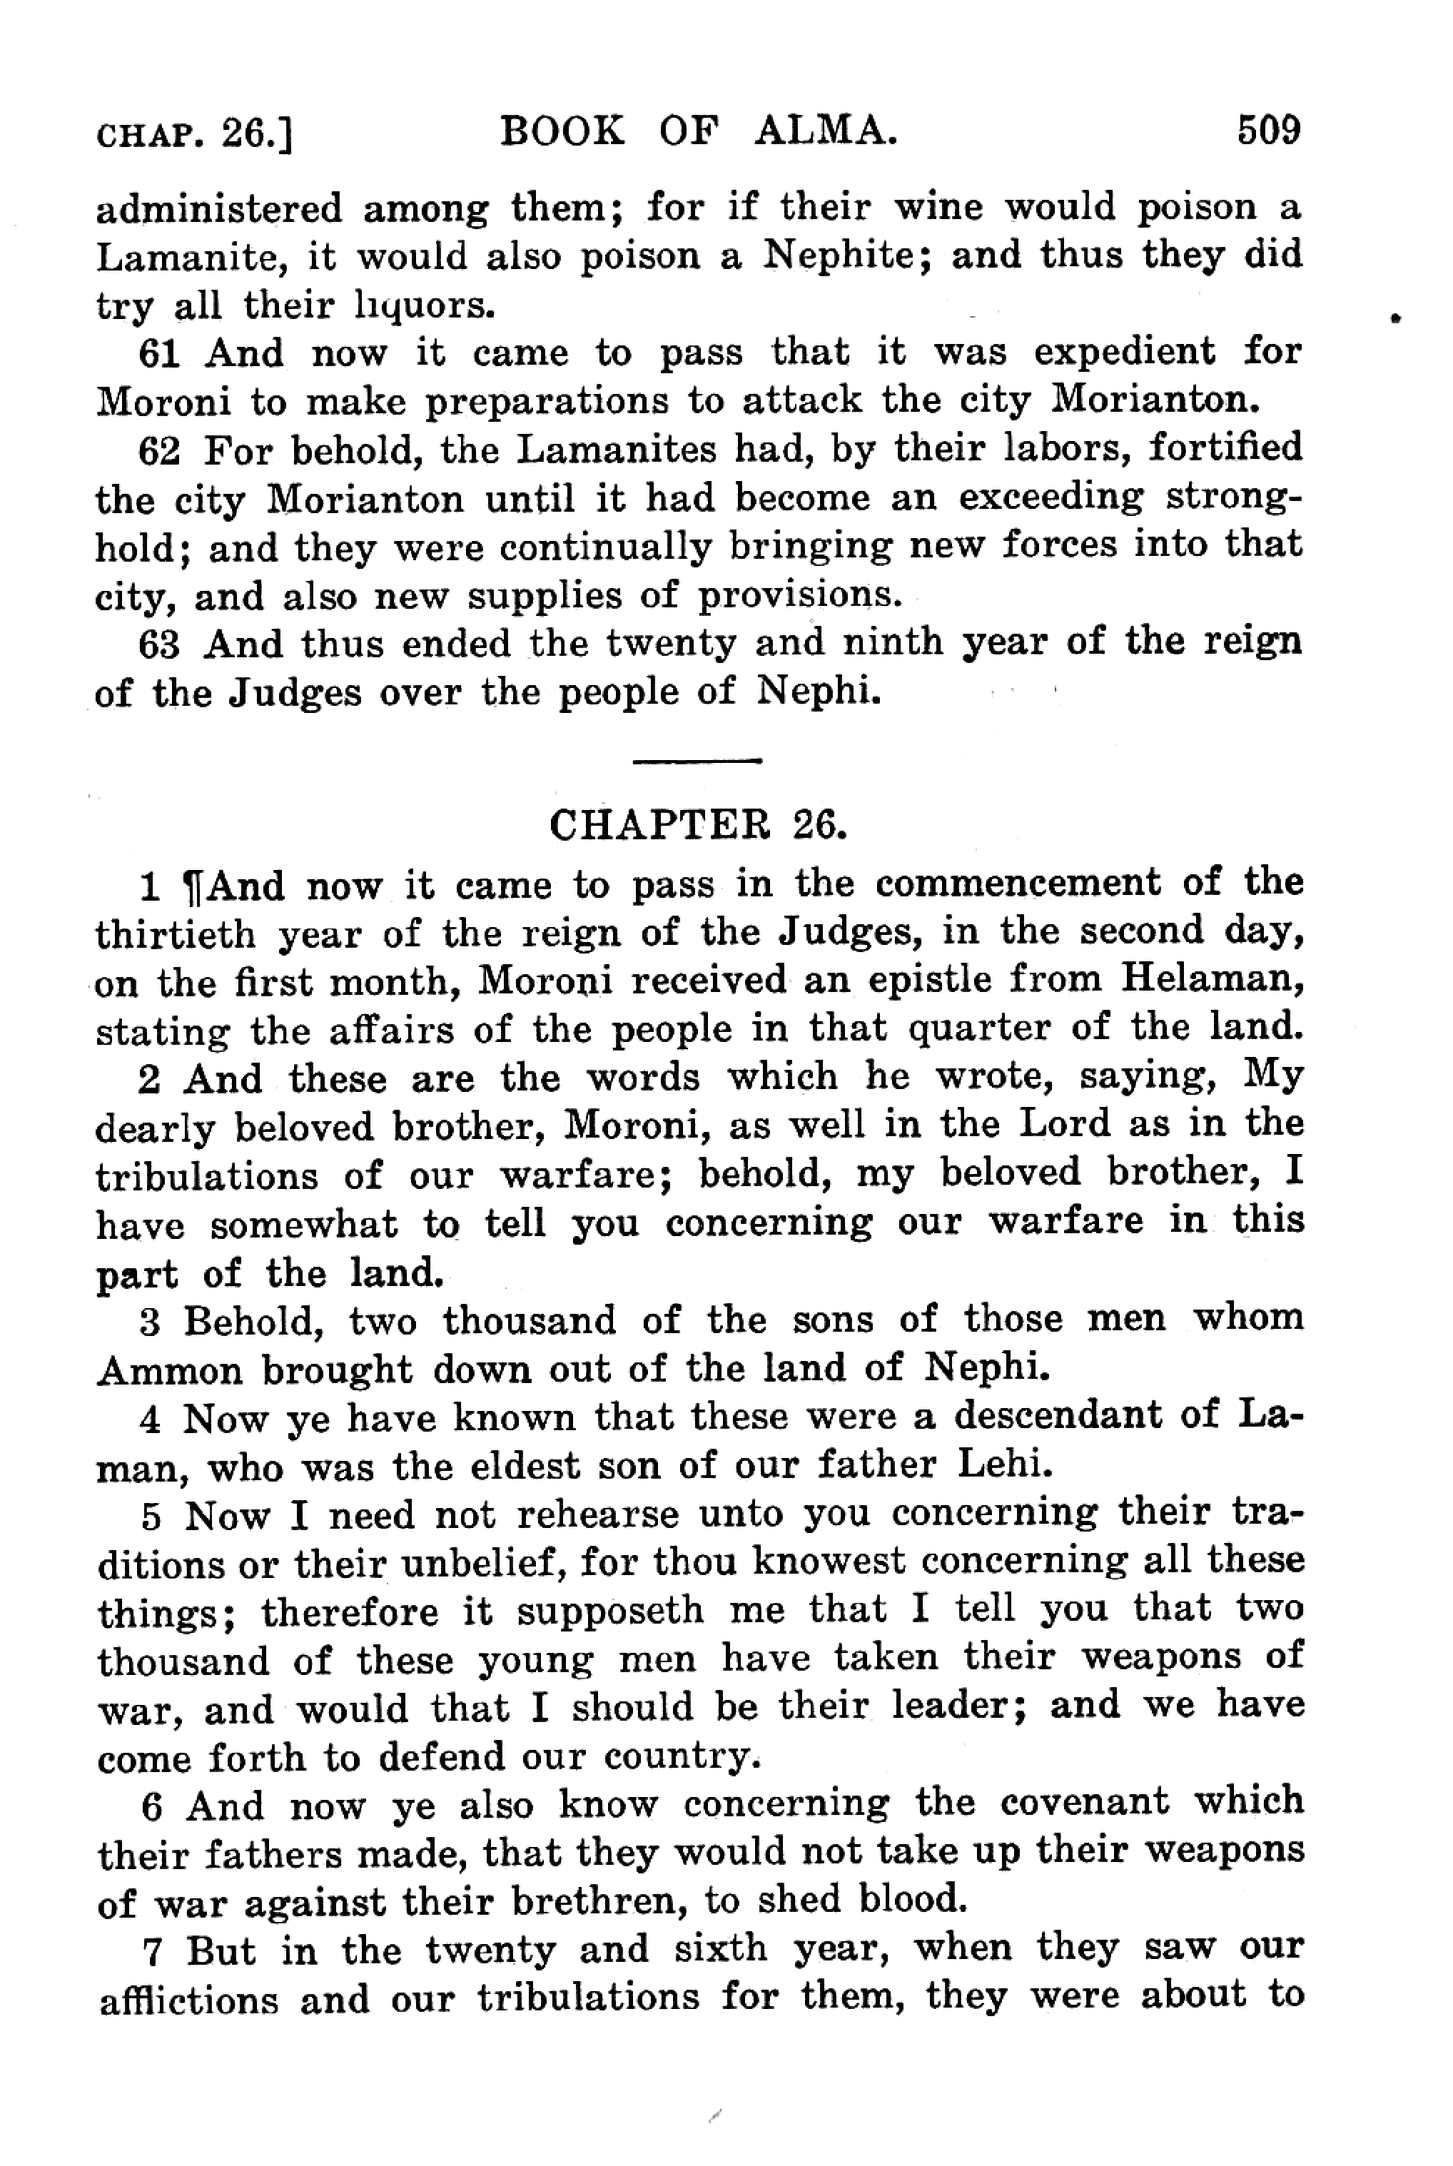 CHAP. 26.] BOOK OF ALMA. 509
administered among them; for if their wine would poison a
Lamanite, it would also poison a Nephite; and thus they did
try all their liquors.
61 And now it came to pass that it was expedient for
Moroni to make preparations to attack the city Morianton.
62 For behold, the Lamanites had, by their labors, fortified
the city Morianton until it had become an exceeding strong-
hold; and they were continually bringing new forces into that
city, and also new supplies of provisions.
63 And thus ended the twenty and ninth year of the reign
of the Judges over the people of Nephi.
CHAPTER 26.
1 ¶And now it came to pass in the commencement of the
thirtieth year of the reign of the Judges, in the second day,
on the first month, Moroni received an epistle from Helaman,
stating the affairs of the people in that quarter of the land.
2 And these are the words which he wrote, saying, My
dearly beloved brother, Moroni, as well in the Lord as in the
tribulations of our warfare; behold, my beloved brother, I
have somewhat to tell you concerning our warfare in this
part of the land.
3 Behold, two thousand of the sons of those men whom
Ammon brought down out of the land of Nephi.
4 Now ye have known that these were a descendant of La-
man, who was the eldest son of our father Lehi.
5 Now I need not rehearse unto you concerning their tra-
ditions or their unbelief, for thou knowest concerning all these
things; therefore it supposeth me that I tell you that two
thousand of these young men have taken their weapons of
war, and would that I should be their leader; and we have
come forth to defend our country.
6 And now ye also know concerning the covenant which
their fathers made, that they would not take up their weapons
of war against their brethren, to shed blood.
7 But in the twenty and sixth year, when they saw our
afflictions and our tribulations for them, they were about to